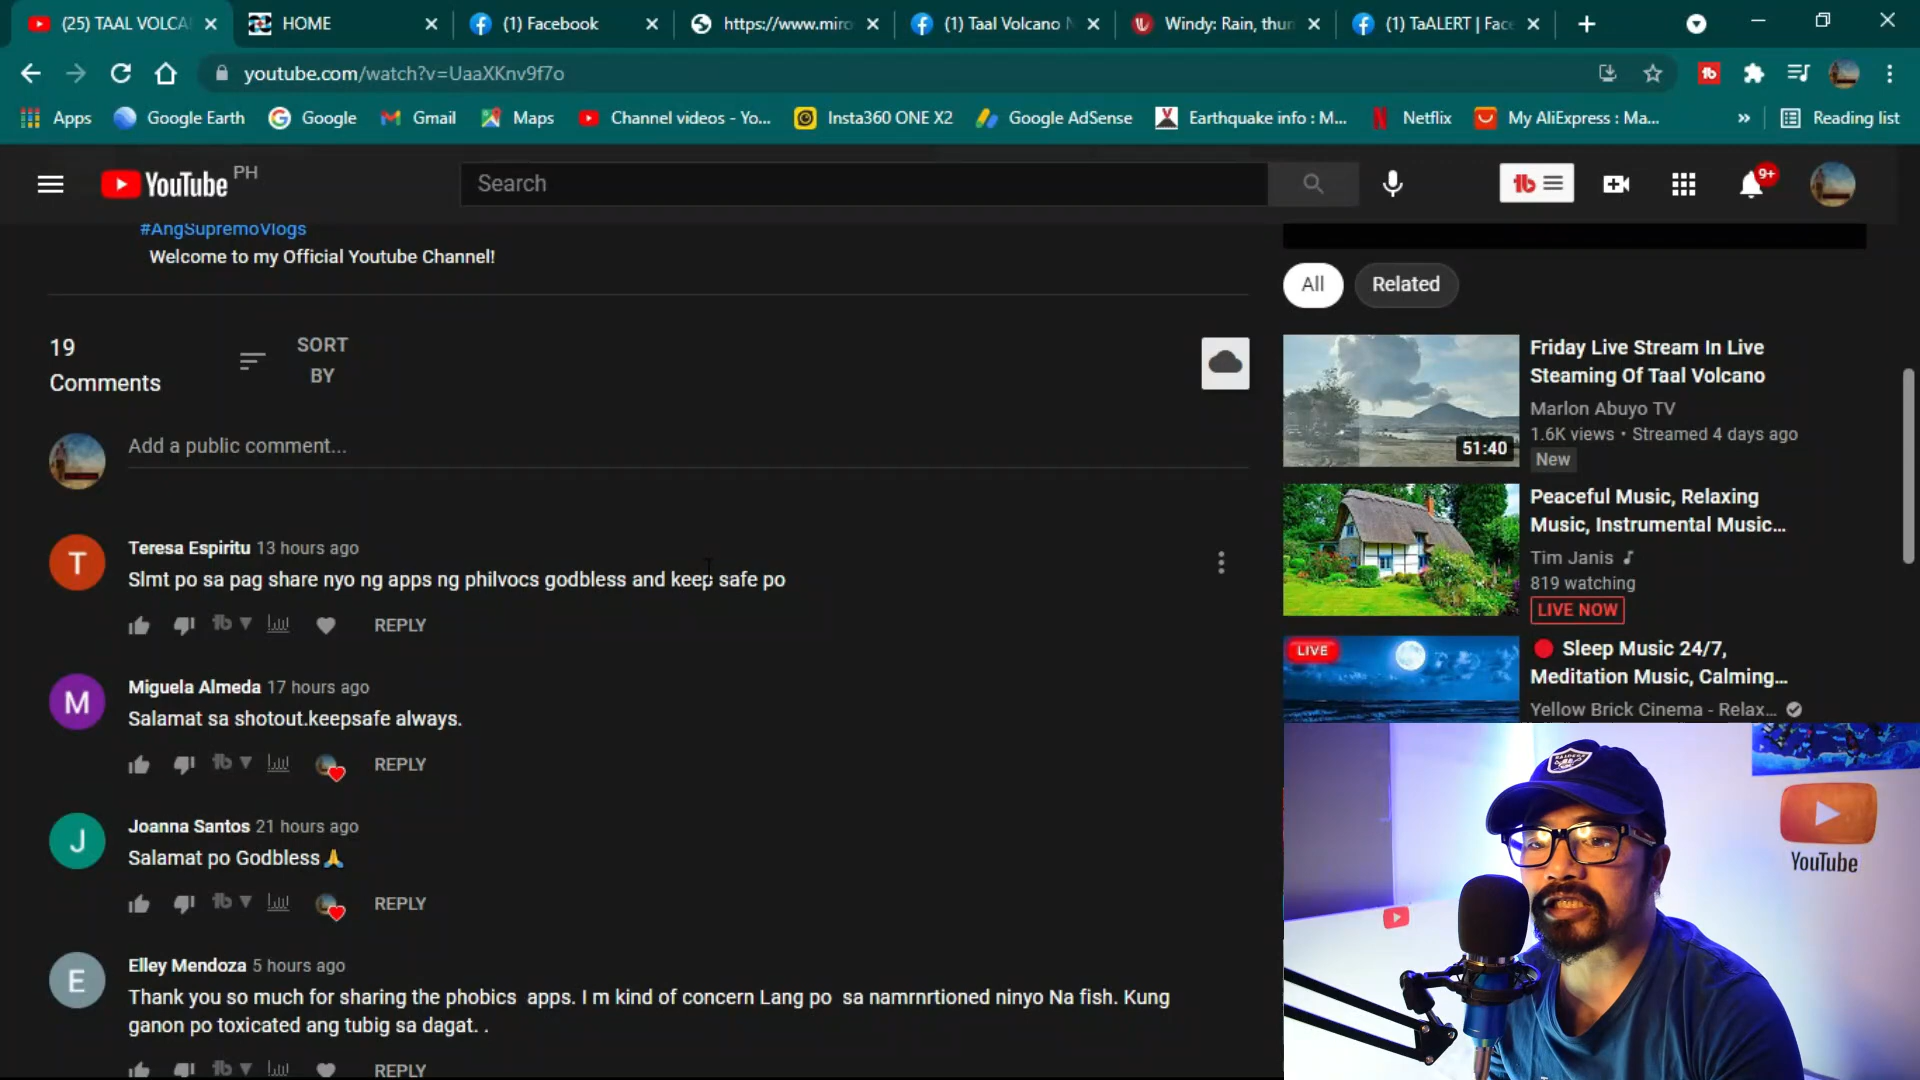 (25) TAAL VOLCA
HOME
(1) Facebook
https://www.miro
(1) Taal Volcano N
Windy: Rain, thun
(1) TaALERT | Face
youtube.com/watch?v=UaaXKnv9f7o
Apps
Google Earth
Google
Gmail
Maps
Channel videos - Yo...
Insta360 ONE X2
Google AdSense
Earthquake info : M...
Netflix
My AliExpress : Ma...
»
Reading list
YouTube PH
Search
9+
#AngSupremoVlogs
Welcome to my Official Youtube Channel!
19
Comments
SORT
BY
Add a public comment...
T
Teresa Espiritu 13 hours ago
Slmt po sa pag share nyo ng apps ng philvocs godbless and keep safe po
REPLY
M
Miguela Almeda 17 hours ago
Salamat sa shotout.keepsafe always.
REPLY
J
Joanna Santos 21 hours ago
Salamat po Godbless🙏
REPLY
E
Elley Mendoza 5 hours ago
Thank you so much for sharing the phobics apps. I m kind of concern Lang po sa namrnrtioned ninyo Na fish. Kung
ganon po toxicated ang tubig sa dagat. .
REPLY
All
Related
51:40
Friday Live Stream In Live
Steaming Of Taal Volcano
Marlon Abuyo TV
1.6K views • Streamed 4 days ago
New
Peaceful Music, Relaxing
Music, Instrumental Music...
Tim Janis
819 watching
LIVE NOW
LIVE
Sleep Music 24/7,
Meditation Music, Calming...
Yellow Brick Cinema - Relax...
RAIDERS
YouTube